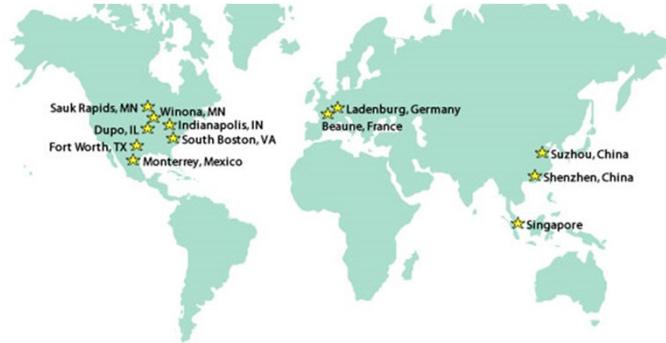 Sauk Rapids, MN
Winona, MN
Dupo, IL
Indianapolis, IN
South Boston, VA
Fort Worth, TX
Monterrey, Mexico
Ladenburg, Germany
Beaune, France
Suzhou, China
Shenzhen, China
Singapore